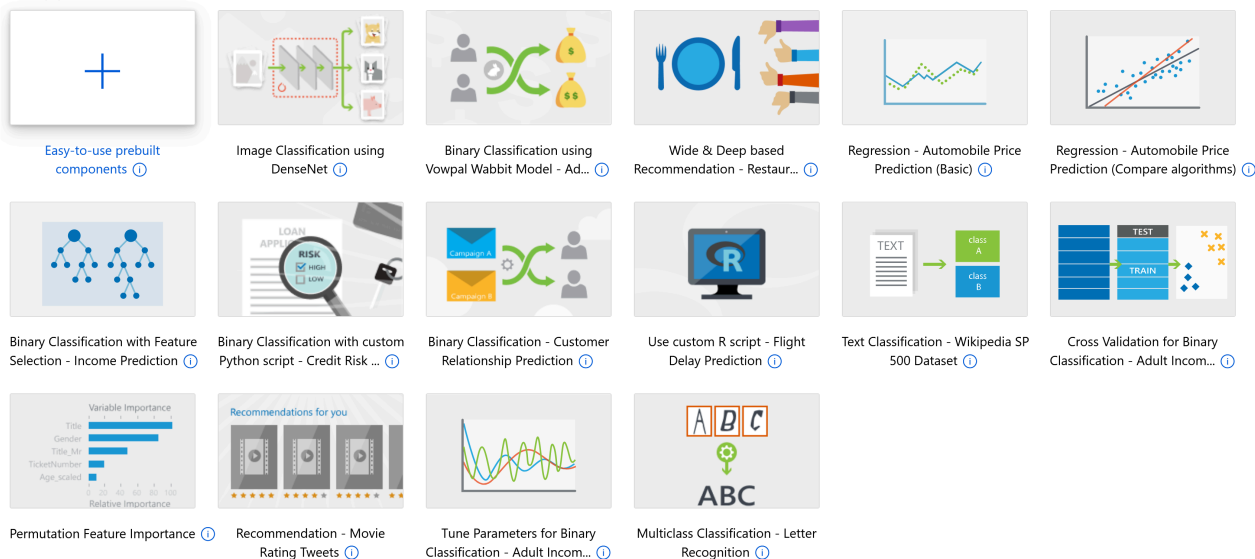 Easy-to-use prebuilt
components
Image Classification using
DenseNet
$
$ $
Binary Classification using
Vowpal Wabbit Model - Ad...
Wide & Deep based
Recommendation - Restaur...
Regression - Automobile Price
Prediction (Basic)
Regression - Automobile Price
Prediction (Compare algorithms)
Binary Classification with Feature
Selection - Income Prediction
LOAN
APPLIC
RISK
HIGH
LOW
Binary Classification with custom
Python script - Credit Risk ...
Campaign A
Campaign B
Binary Classification - Customer
Relationship Prediction
R
Use custom R script - Flight
Delay Prediction
TEXT
class
A
class
B
Text Classification - Wikipedia SP
500 Dataset
TEST
TRAIN
Cross Validation for Binary
Classification - Adult Incom...
Variable Importance
Title
Gender
Title_Mr
TicketNumber
Age_scaled
0 20 40 60 80 100
Relative Importance
Permutation Feature Importance
Recommendations for you
Recommendation - Movie
Rating Tweets
Tune Parameters for Binary
Classification - Adult Incom...
A B C
ABC
Multiclass Classification - Letter
Recognition